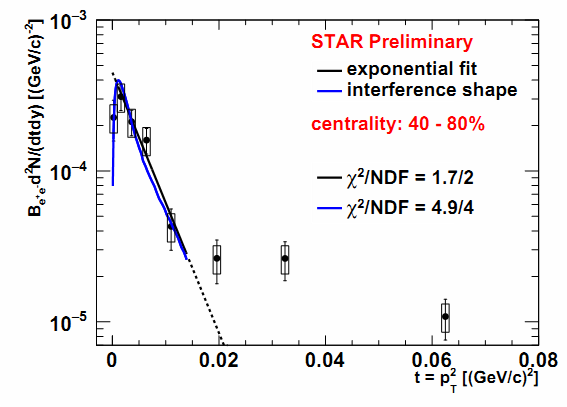 STAR Preliminary
exponential fit
interference shape
centrality: 40 - 80%
χ²/NDF = 1.7/2
χ²/NDF = 4.9/4
B_{e⁺e⁻}d²N/(dtdy) [(GeV/c)⁻²]
10⁻³
10⁻⁴
10⁻⁵
0 0.02 0.04 0.06 0.08
t = p_T² [(GeV/c)²]